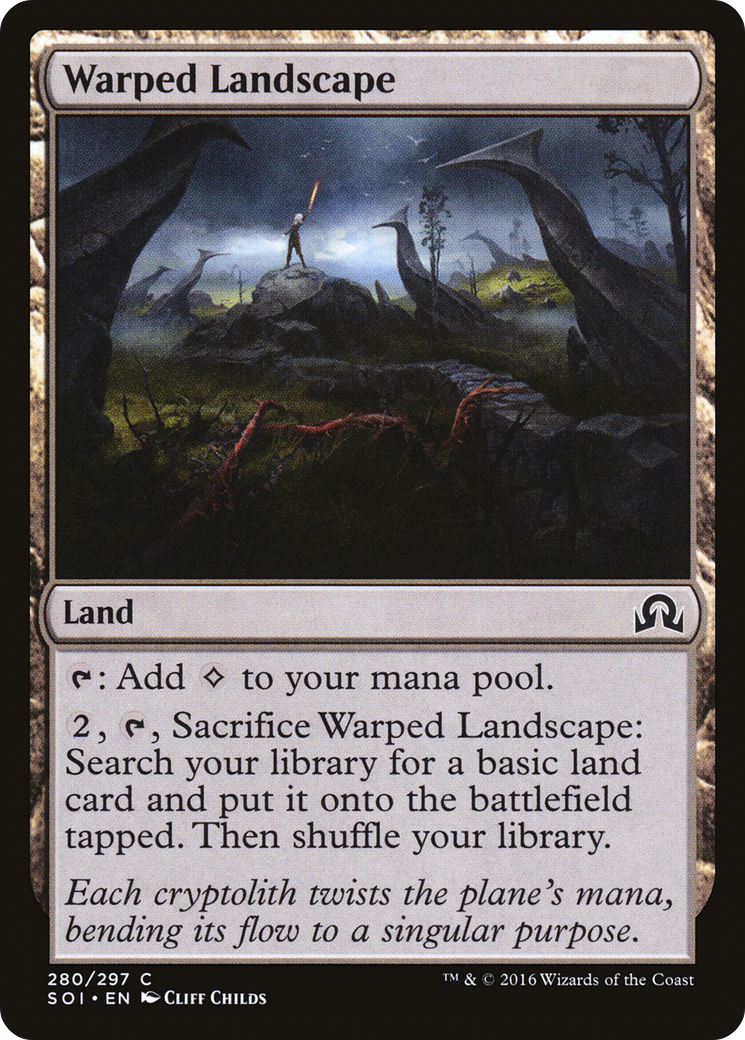 Warped Landscape
Land
: Add to your mana pool.
2, , Sacrifice Warped Landscape:
Search your library for a basic land
card and put it onto the battlefield
tapped. Then shuffle your library.
Each cryptolith twists the plane's mana,
bending its flow to a singular purpose.
280/297 C
SOI • EN Cliff Childs
™ & © 2016 Wizards of the Coast